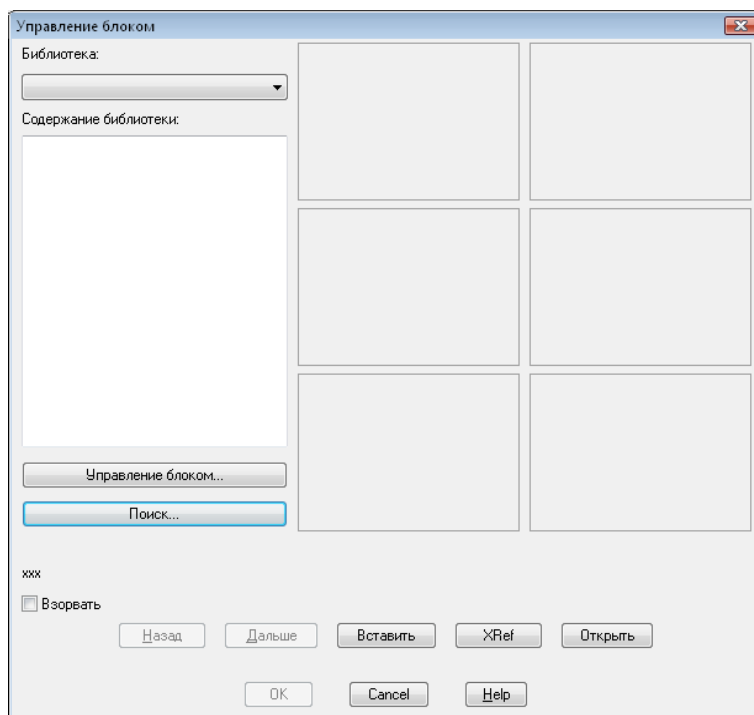 Управление блоком
Библиотека:
Содержание библиотеки:
Управление блоком...
Поиск...
xxx
Взорвать
Назад Дальше Вставить XRef Открыть
OK Cancel Help